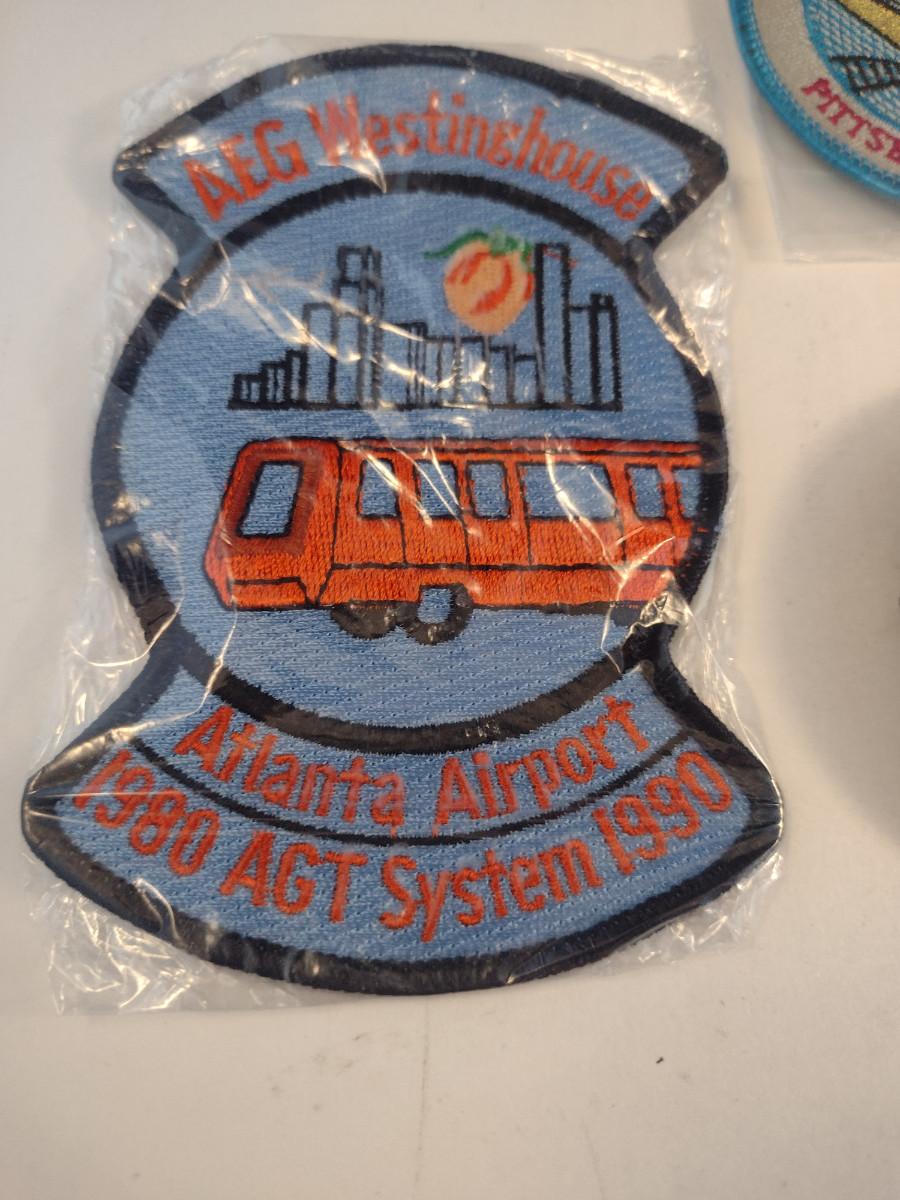 AEG Westinghouse
Atlanta Airport
1980 AGT System 1990